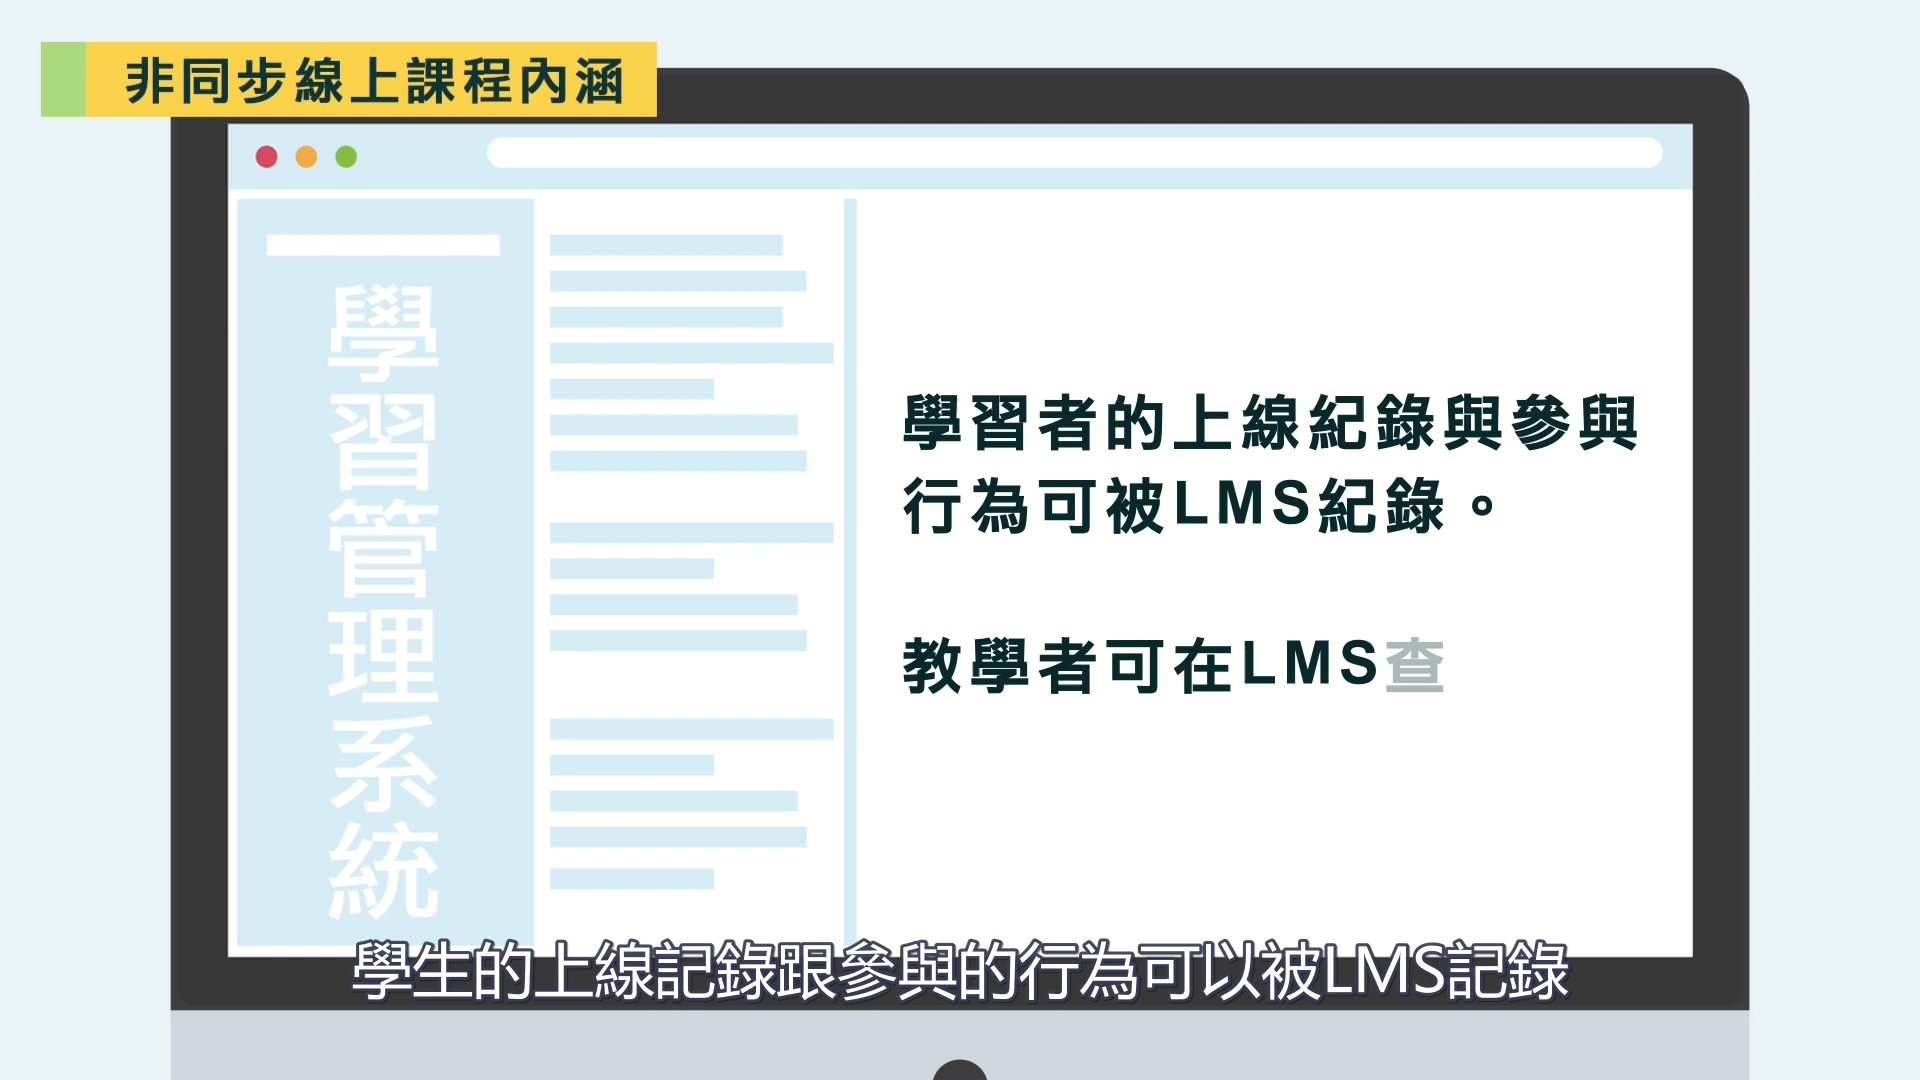 非同步線上課程內涵
學習管理系統
學習者的上線紀錄與參與
行為可被LMS紀錄。
教學者可在LMS查
學生的上線記錄跟參與的行為可以被LMS記錄